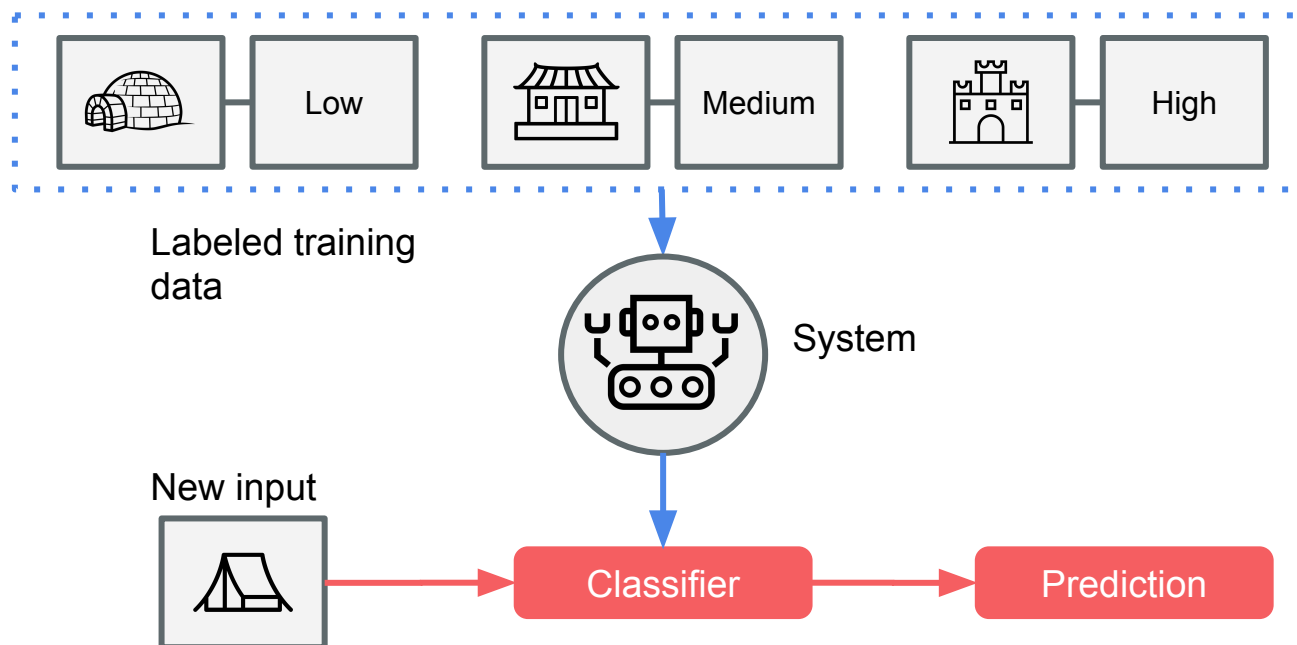 Low
Medium
High
Labeled training
data
System
New input
Classifier
Prediction